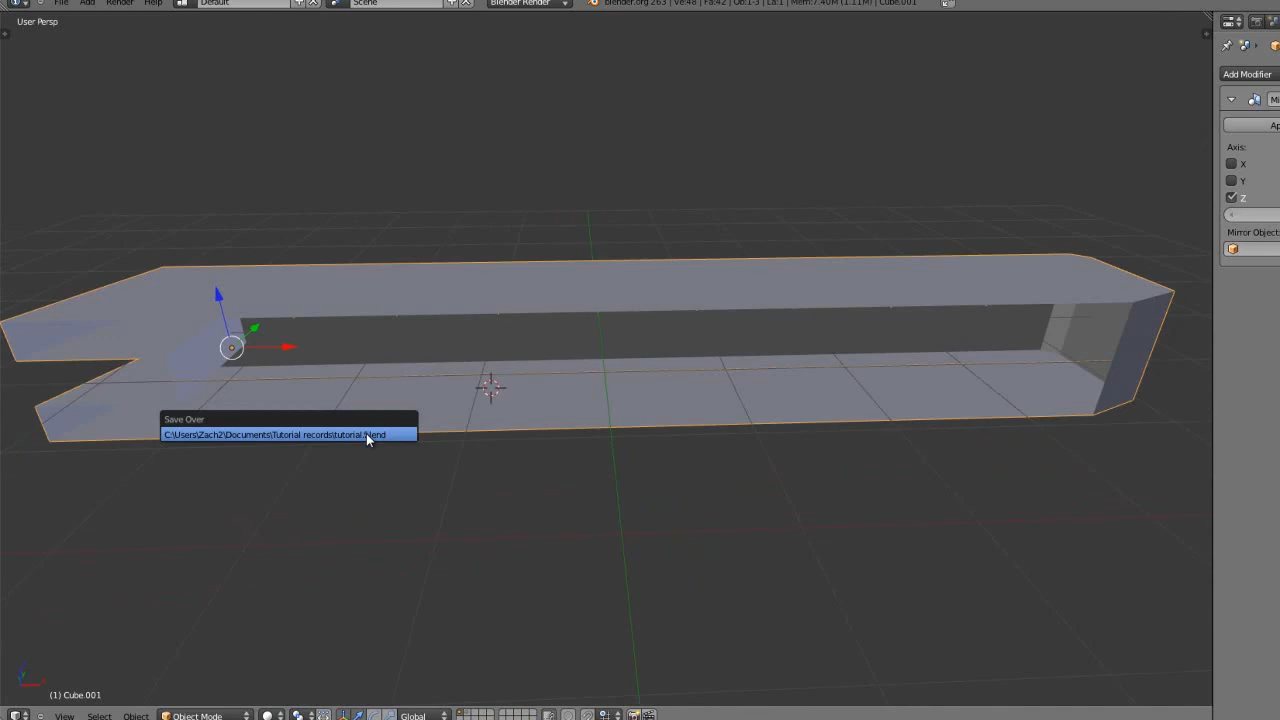 File Add Render Help Default Scene Blender Render blender.org 263 | Ve:48 | Fa:42 | Ob:1-3 | La:1 | Mem:7.40M (1.11M) | Cube.001
User Persp
Add Modifier
Axis:
X
Y
Z
Mirror Object:
Save Over
C:\Users\Zach2\Documents\Tutorial records\tutorial.blend
(1) Cube.001
View Select Object Object Mode Global